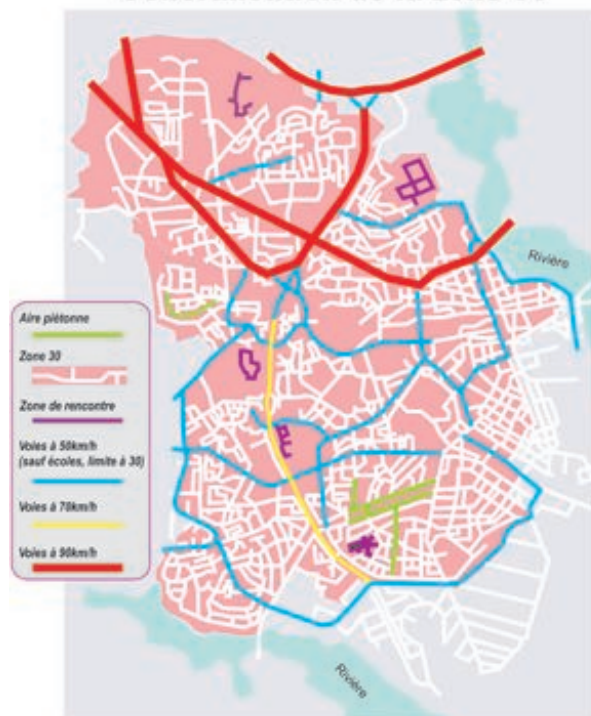 Aire piétonne
Zone 30
Zone de rencontre
Voies à 50km/h
(sauf écoles, limite à 30)
Voies à 70km/h
Voies à 90km/h
Rivière
Rivière